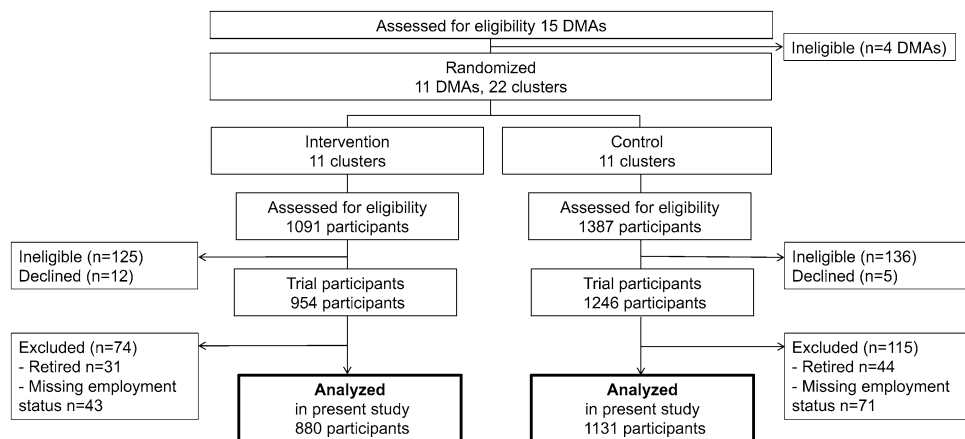 Assessed for eligibility 15 DMAs
Ineligible (n=4 DMAs)
Randomized
11 DMAs, 22 clusters
Intervention
11 clusters
Control
11 clusters
Assessed for eligibility
1091 participants
Assessed for eligibility
1387 participants
Ineligible (n=125)
Declined (n=12)
Ineligible (n=136)
Declined (n=5)
Trial participants
954 participants
Trial participants
1246 participants
Excluded (n=74)
- Retired n=31
- Missing employment
status n=43
Excluded (n=115)
- Retired n=44
- Missing employment
status n=71
Analyzed
in present study
880 participants
Analyzed
in present study
1131 participants